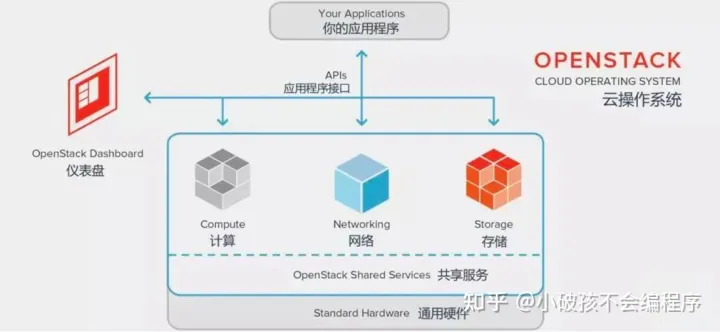 Your Applications
你的应用程序
APIs
应用程序接口
OPENSTACK
CLOUD OPERATING SYSTEM
云操作系统
OpenStack Dashboard
仪表盘
Compute
计算
Networking
网络
Storage
存储
OpenStack Shared Services 共享服务
Standard Hardware 通用硬件
知乎 @小破孩不会编程序